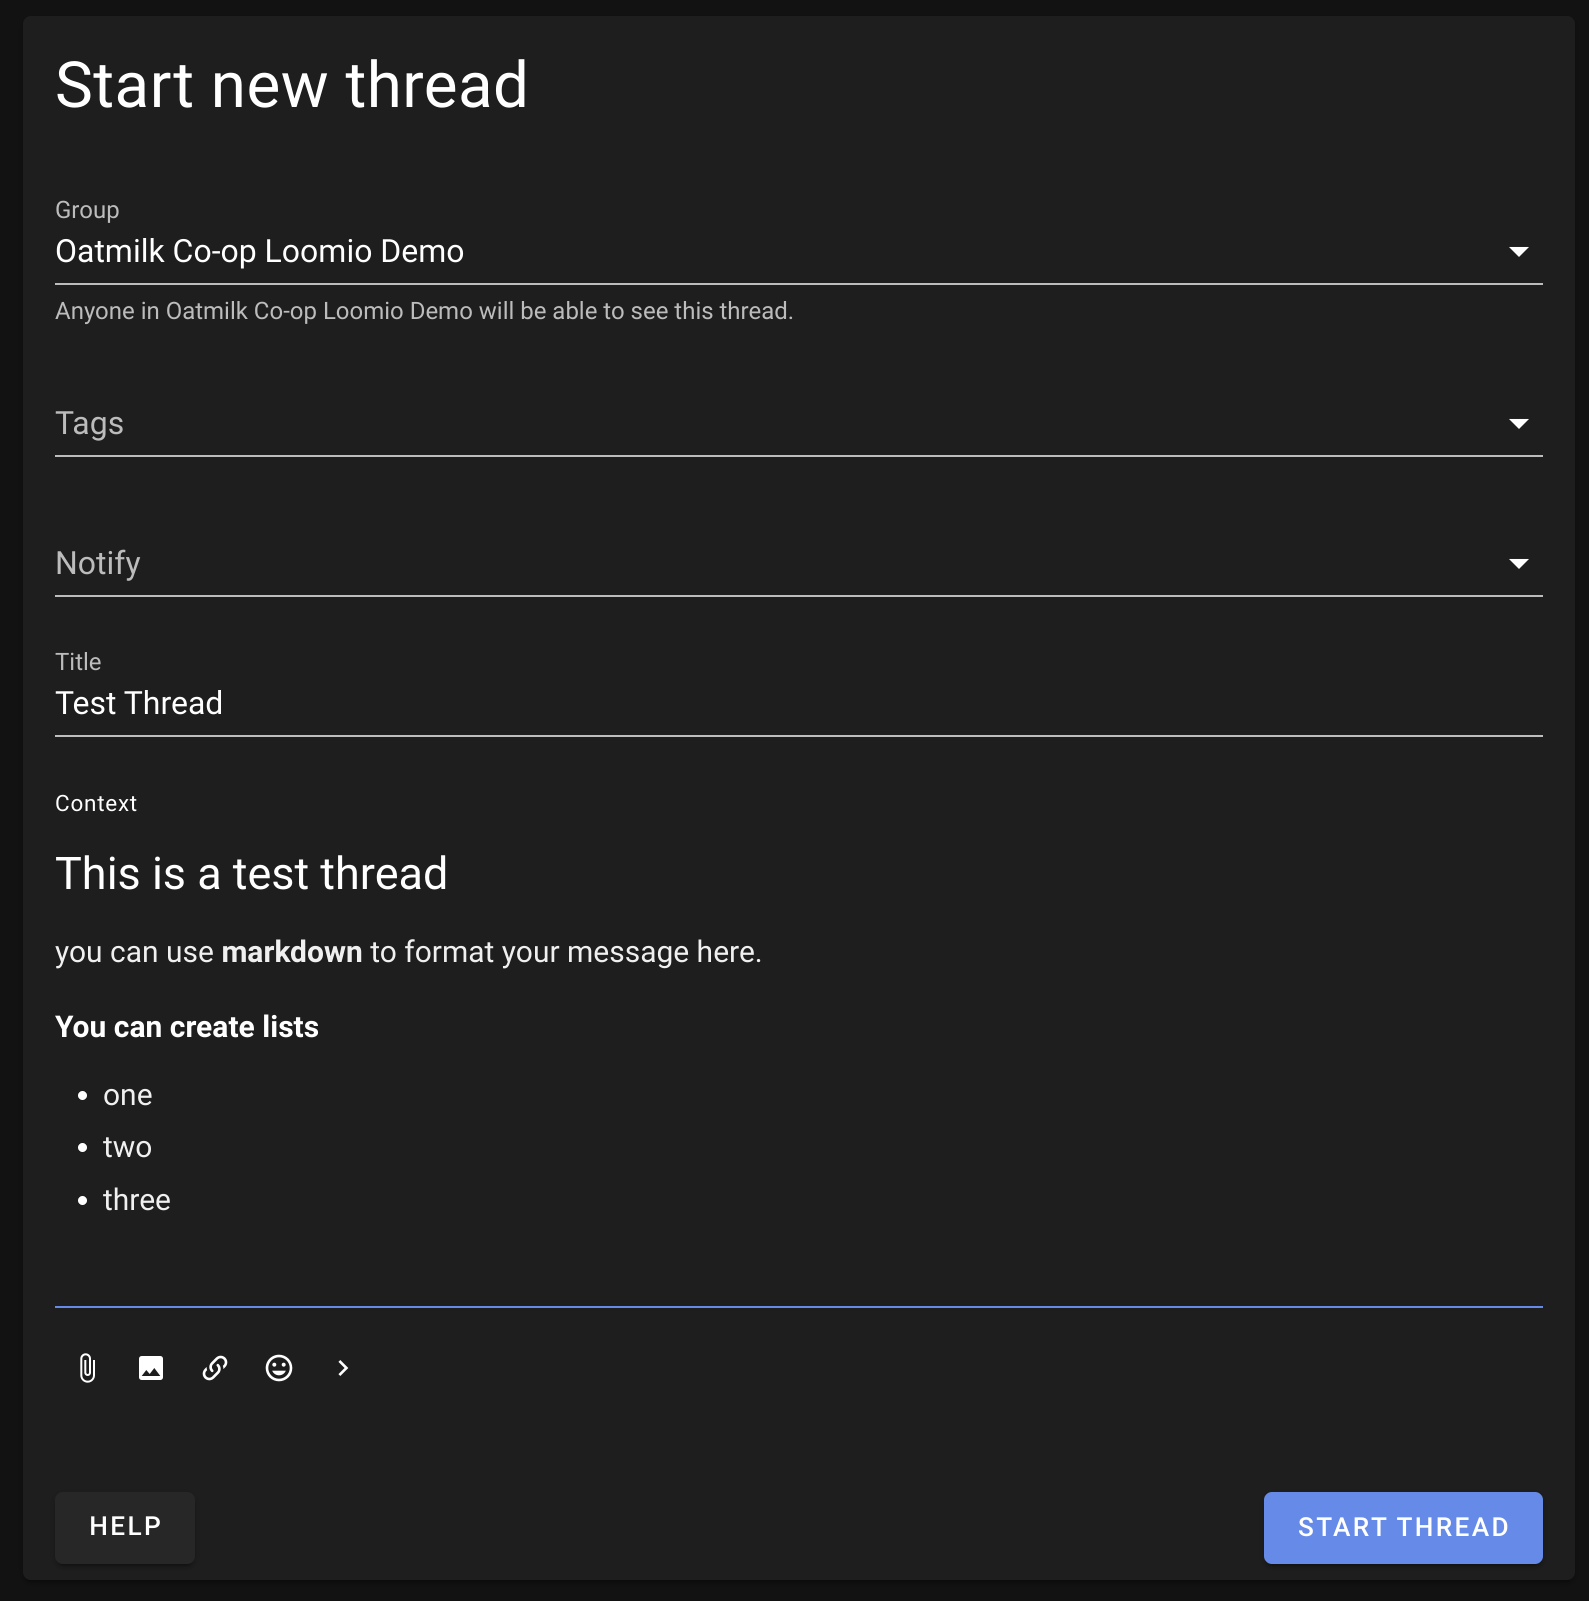 Start new thread
Group
Oatmilk Co-op Loomio Demo
Anyone in Oatmilk Co-op Loomio Demo will be able to see this thread.
Tags
Notify
Title
Test Thread
Context
This is a test thread
you can use markdown to format your message here.
You can create lists
• one
• two
• three
HELP
START THREAD